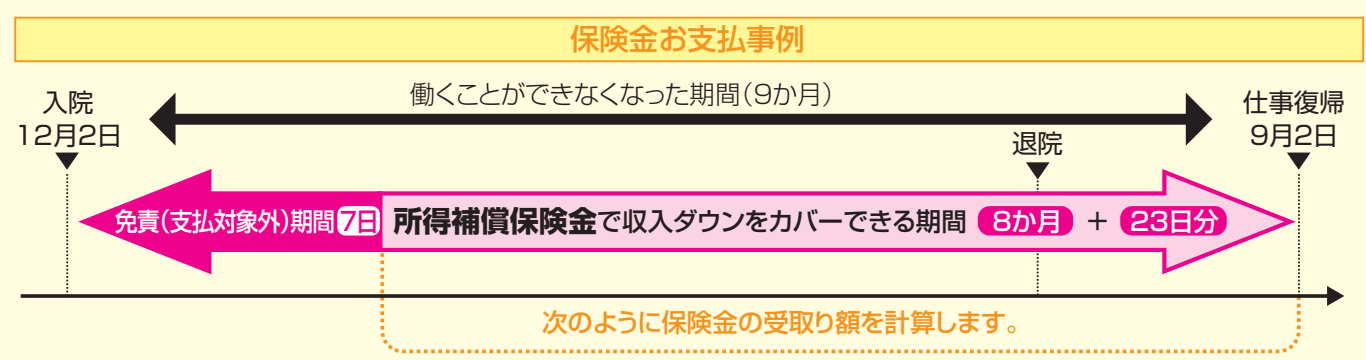 保険金お支払事例
働くことができなくなった期間（9か月）
入院
12月2日
仕事復帰
9月2日
退院
免責（支払対象外）期間7日 所得補償保険金で収入ダウンをカバーできる期間 8か月 + 23日分
次のように保険金の受取り額を計算します。